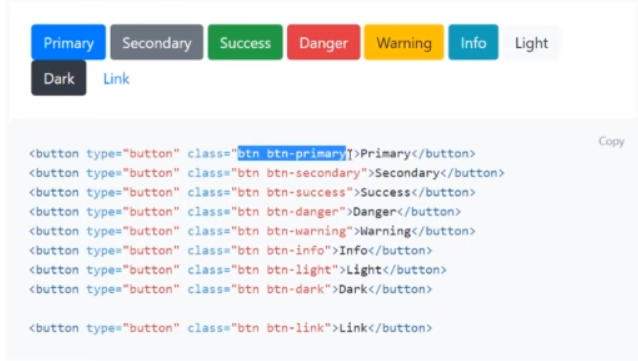 Primary Secondary Success Danger Warning Info Light
Dark Link
Copy
<button type="button" class="btn btn-primary">Primary</button>
<button type="button" class="btn btn-secondary">Secondary</button>
<button type="button" class="btn btn-success">Success</button>
<button type="button" class="btn btn-danger">Danger</button>
<button type="button" class="btn btn-warning">Warning</button>
<button type="button" class="btn btn-info">Info</button>
<button type="button" class="btn btn-light">Light</button>
<button type="button" class="btn btn-dark">Dark</button>
<button type="button" class="btn btn-link">Link</button>